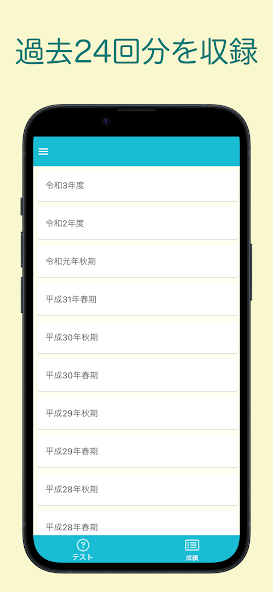 過去24回分を収録
令和3年度
令和2年度
令和元年秋期
平成31年春期
平成30年秋期
平成30年春期
平成29年秋期
平成29年春期
平成28年秋期
平成28年春期
テスト
成績